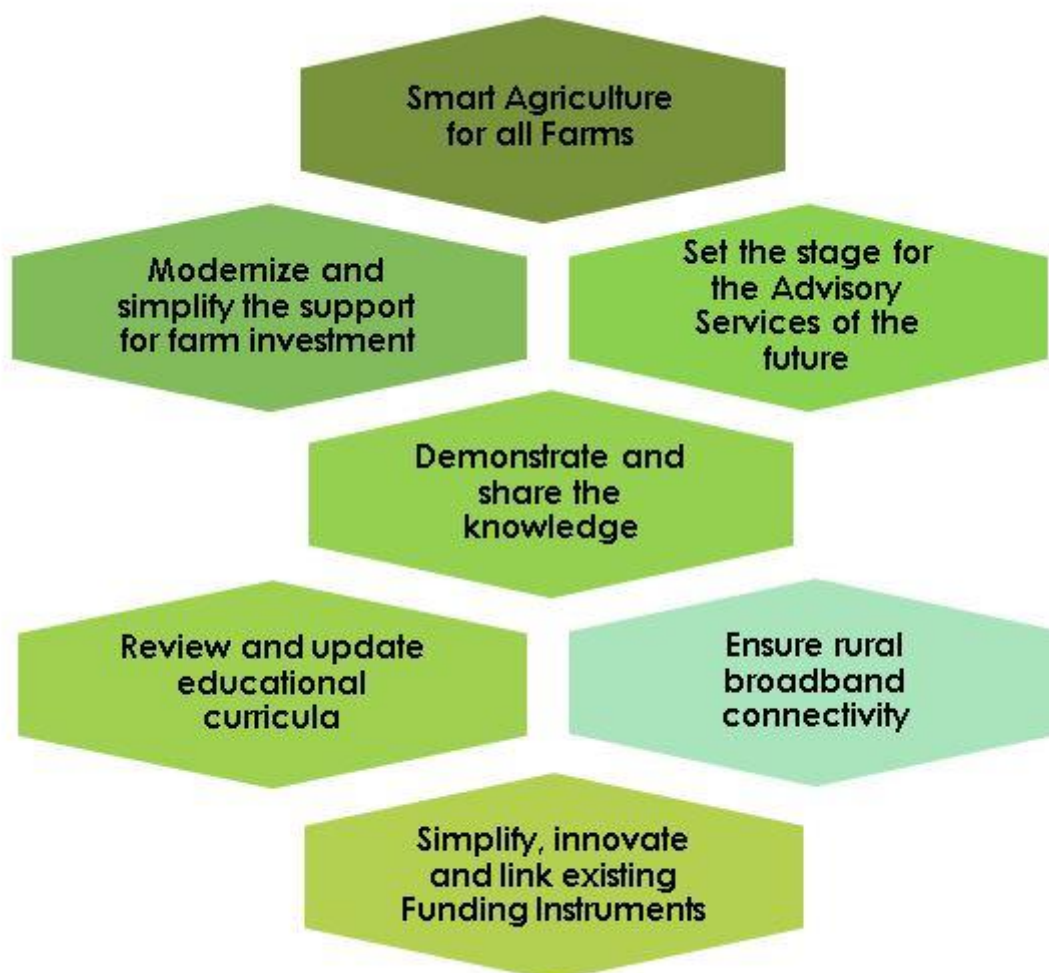 Smart Agriculture
for all Farms
Modernize and
simplify the support
for farm investment
Set the stage for
the Advisory
Services of the
future
Demonstrate and
share the
knowledge
Review and update
educational
curricula
Ensure rural
broadband
connectivity
Simplify, innovate
and link existing
Funding Instruments